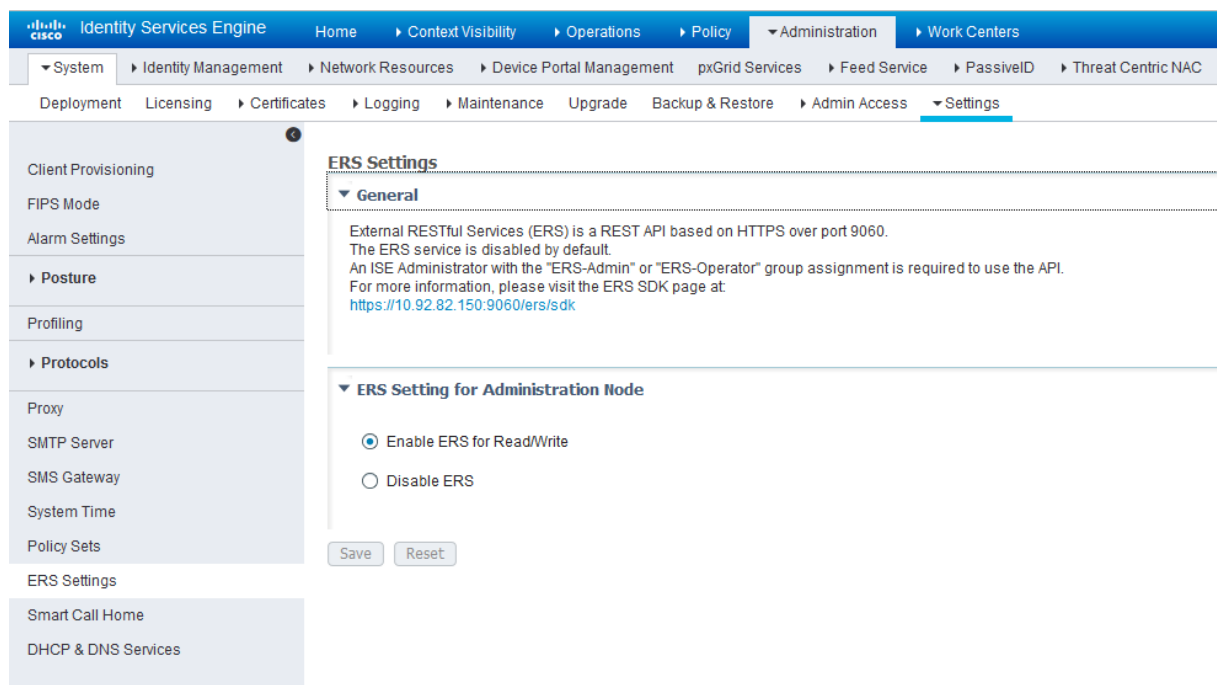 cisco Identity Services Engine Home Context Visibility Operations Policy Administration Work Centers
System Identity Management Network Resources Device Portal Management pxGrid Services Feed Service PassiveID Threat Centric NAC
Deployment Licensing Certificates Logging Maintenance Upgrade Backup & Restore Admin Access Settings
Client Provisioning
FIPS Mode
Alarm Settings
Posture
Profiling
Protocols
Proxy
SMTP Server
SMS Gateway
System Time
Policy Sets
ERS Settings
Smart Call Home
DHCP & DNS Services
ERS Settings
General
External RESTful Services (ERS) is a REST API based on HTTPS over port 9060.
The ERS service is disabled by default.
An ISE Administrator with the "ERS-Admin" or "ERS-Operator" group assignment is required to use the API.
For more information, please visit the ERS SDK page at:
https://10.92.82.150:9060/ers/sdk
ERS Setting for Administration Node
Enable ERS for Read/Write
Disable ERS
Save Reset